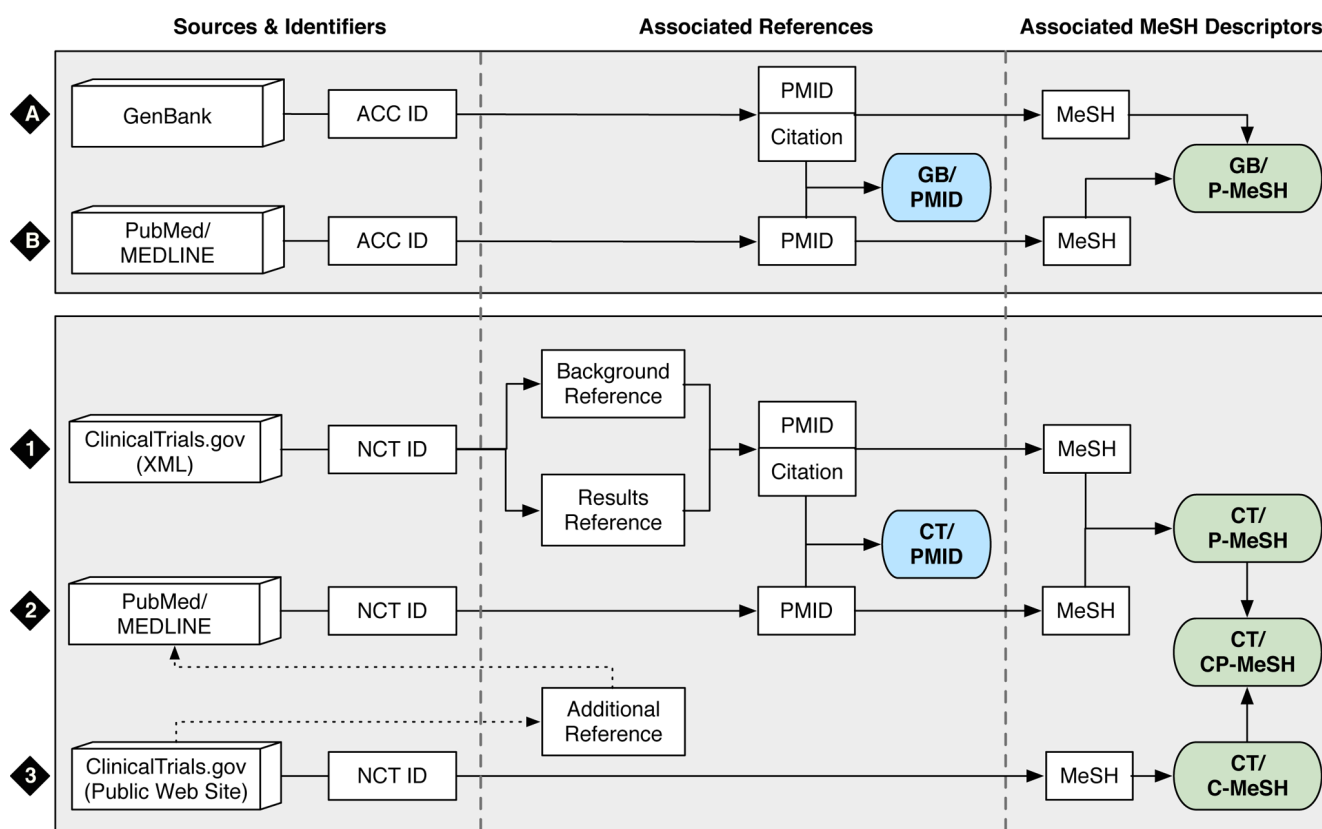 Sources & Identifiers
Associated References
Associated MeSH Descriptors
A
GenBank
ACC ID
PMID
Citation
MeSH
GB/
P-MeSH
GB/
PMID
B
PubMed/
MEDLINE
ACC ID
PMID
MeSH
1
ClinicalTrials.gov
(XML)
NCT ID
Background
Reference
Results
Reference
PMID
Citation
MeSH
CT/
P-MeSH
CT/
PMID
2
PubMed/
MEDLINE
NCT ID
PMID
MeSH
CT/
CP-MeSH
Additional
Reference
3
ClinicalTrials.gov
(Public Web Site)
NCT ID
MeSH
CT/
C-MeSH